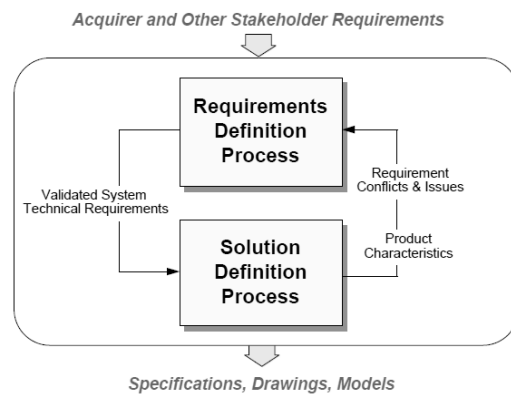 Acquirer and Other Stakeholder Requirements
Requirements
Definition
Process
Validated System
Technical Requirements
Requirement
Conflicts & Issues
Solution
Definition
Process
Product
Characteristics
Specifications, Drawings, Models